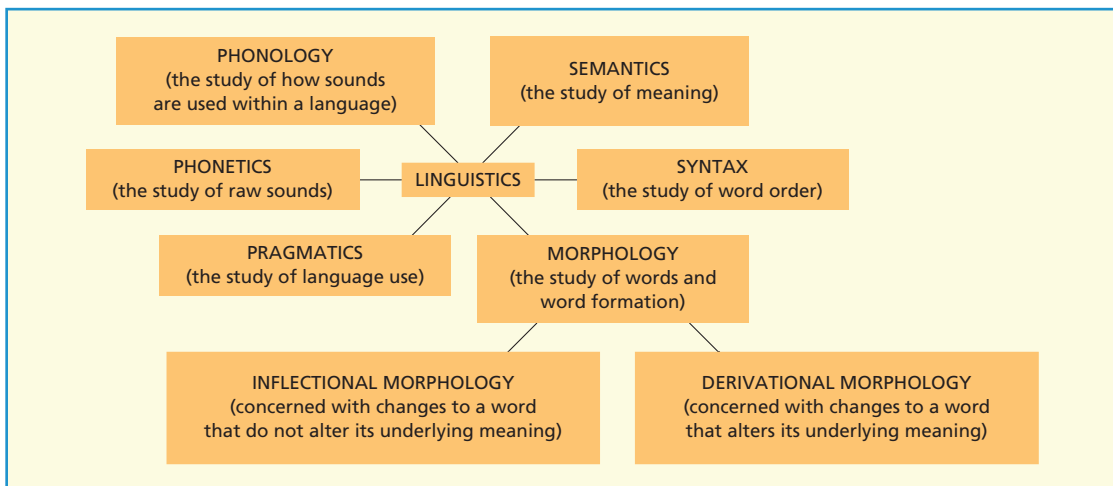 PHONOLOGY
(the study of how sounds
are used within a language)
SEMANTICS
(the study of meaning)
PHONETICS
(the study of raw sounds)
LINGUISTICS
SYNTAX
(the study of word order)
PRAGMATICS
(the study of language use)
MORPHOLOGY
(the study of words and
word formation)
INFLECTIONAL MORPHOLOGY
(concerned with changes to a word
that do not alter its underlying meaning)
DERIVATIONAL MORPHOLOGY
(concerned with changes to a word
that alters its underlying meaning)